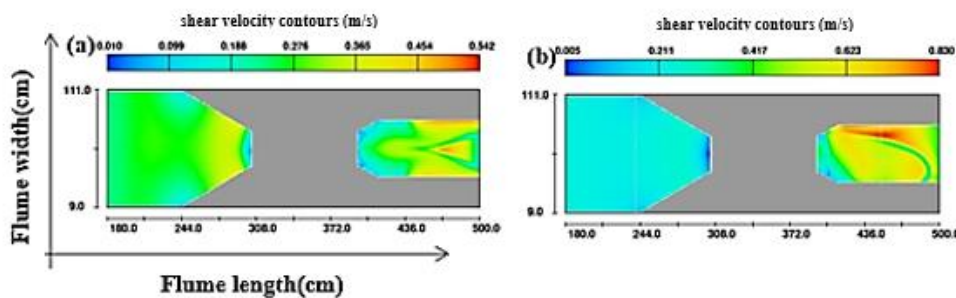 shear velocity contours (m/s)
(a)
0.010 0.099 0.188 0.276 0.365 0.454 0.542
111.0
9.0
180.0 244.0 308.0 372.0 436.0 500.0
shear velocity contours (m/s)
(b)
0.005 0.211 0.417 0.623 0.830
111.0
9.0
180.0 244.0 308.0 372.0 436.0 500.0
Flume width(cm)
Flume length(cm)